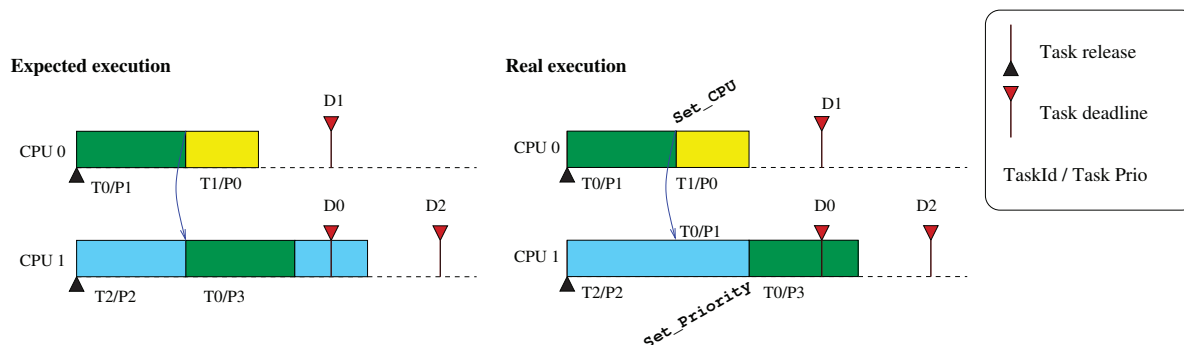 Expected execution
D1
CPU 0
T0/P1
T1/P0
D0
D2
CPU 1
T2/P2
T0/P3
Real execution
Set_CPU
D1
CPU 0
T0/P1
T1/P0
T0/P1
D0
D2
CPU 1
T2/P2
Set_Priority
T0/P3
Task release
Task deadline
TaskId / Task Prio